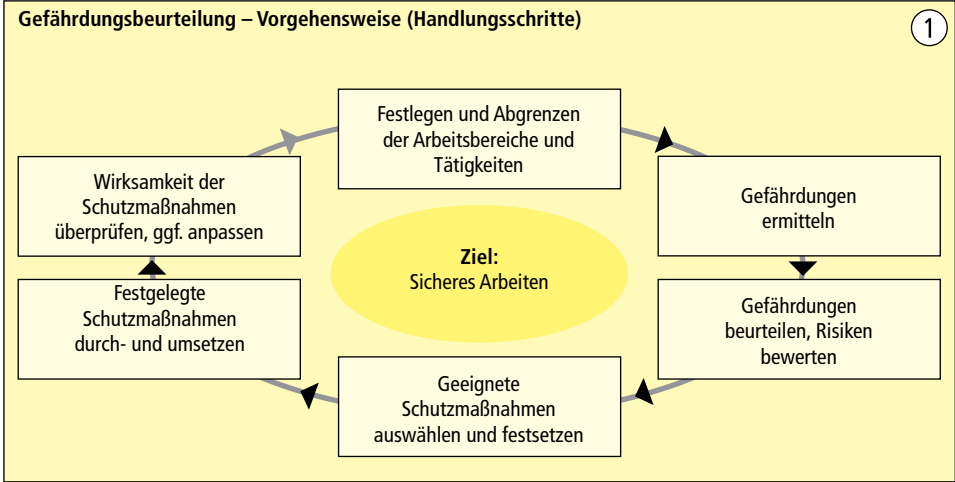 Gefährdungsbeurteilung – Vorgehensweise (Handlungsschritte)
1
Festlegen und Abgrenzen
der Arbeitsbereiche und
Tätigkeiten
Gefährdungen
ermitteln
Gefährdungen
beurteilen, Risiken
bewerten
Geeignete
Schutzmaßnahmen
auswählen und festsetzen
Festgelegte
Schutzmaßnahmen
durch- und umsetzen
Wirksamkeit der
Schutzmaßnahmen
überprüfen, ggf. anpassen
Ziel:
Sicheres Arbeiten